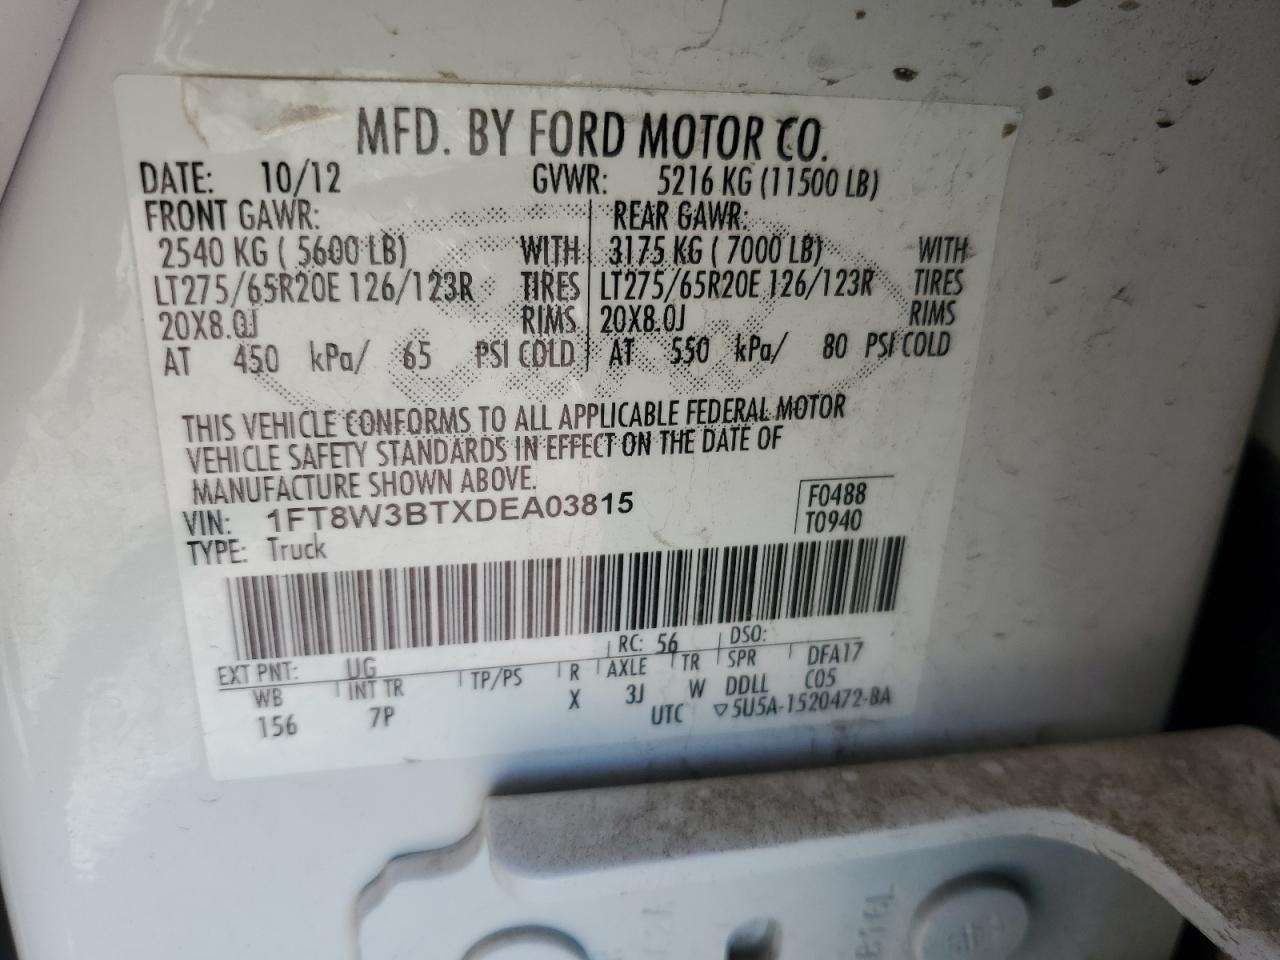 MFD. BY FORD MOTOR CO.
DATE: 10/12 GVWR: 5216 KG (11500 LB)
FRONT GAWR: REAR GAWR:
2540 KG ( 5600 LB) WITH 3175 KG ( 7000 LB) WITH
LT275/65R20E 126/123R TIRES LT275/65R20E 126/123R TIRES
20X8.0J RIMS 20X8.0J RIMS
AT 450 kPa/ 65 PSI COLD AT 550 kPa/ 80 PSI COLD
THIS VEHICLE CONFORMS TO ALL APPLICABLE FEDERAL MOTOR
VEHICLE SAFETY STANDARDS IN EFFECT ON THE DATE OF
MANUFACTURE SHOWN ABOVE.
VIN: 1FT8W3BTXDEA03815 F0488
TYPE: Truck T0940
RC: 56 DSO:
EXT PNT: UG
WB INT TR TP/PS R AXLE TR SPR DFA17
156 7P X 3J W DDLL C05
UTC ▽5U5A-1520472-BA